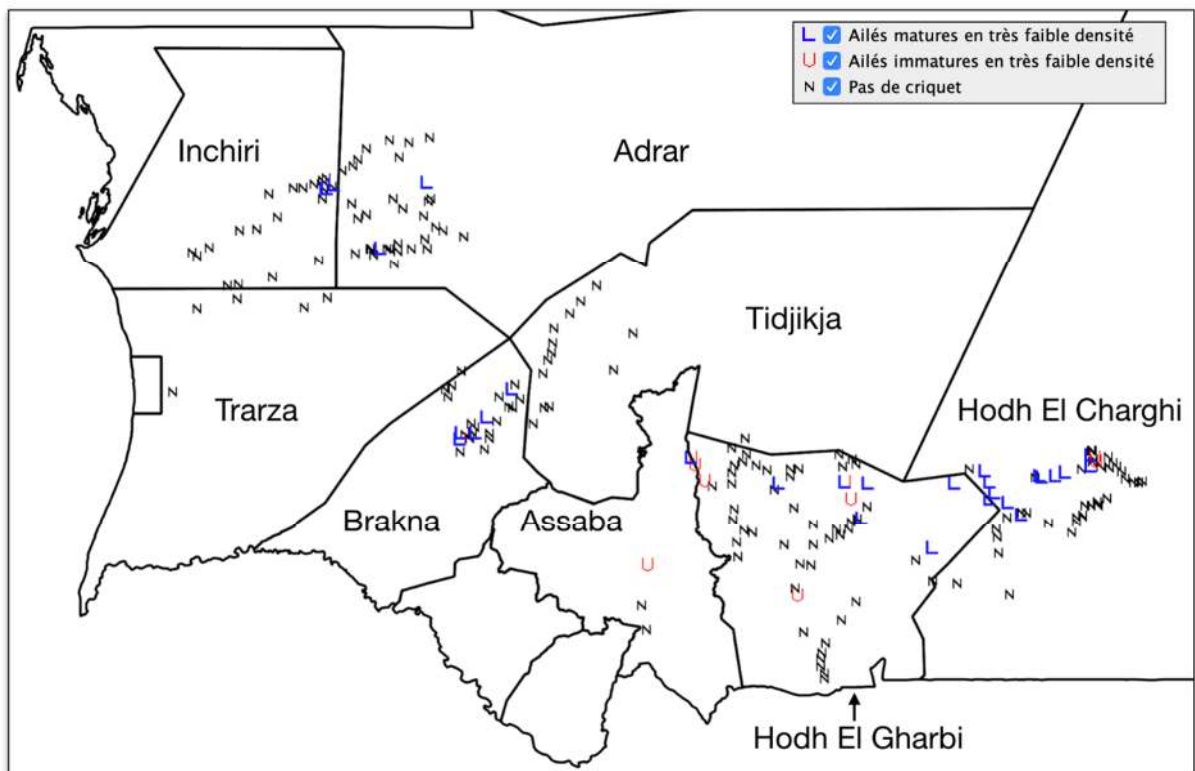 Ailés matures en très faible densité
Ailés immatures en très faible densité
N Pas de criquet
Inchiri
Adrar
Tidjikja
Trarza
Hodh El Charghi
Brakna
Assaba
Hodh El Gharbi